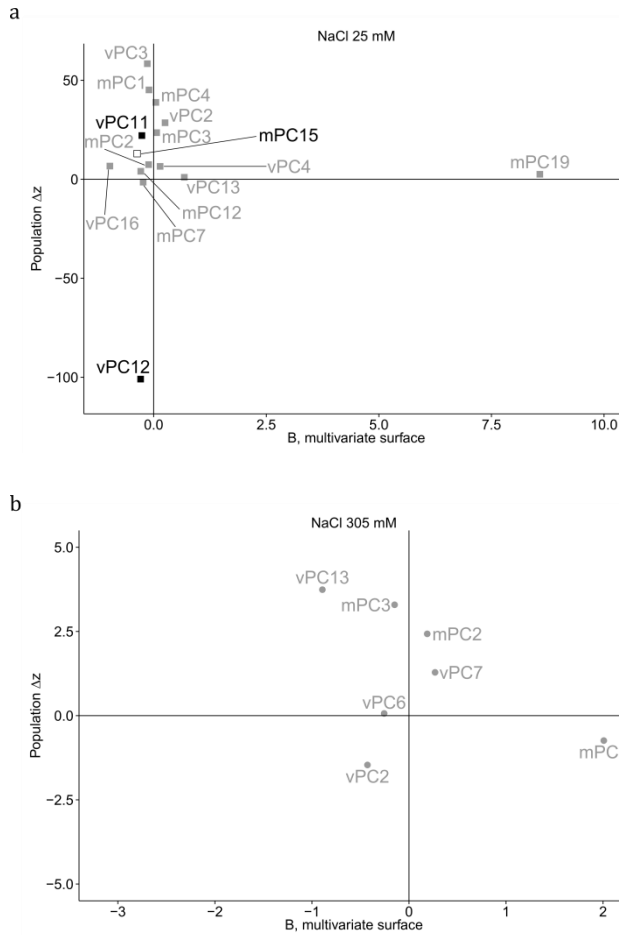 a
NaCl 25 mM
vPC3
50
mPC1
mPC4
vPC11
vPC2
mPC2
mPC3
mPC15
vPC4
mPC19
0
vPC13
vPC16
mPC12
mPC7
Population Δz
−50
vPC12
−100
0.0 2.5 5.0 7.5 10.0
B, multivariate surface
b
NaCl 305 mM
5.0
vPC13
mPC3
2.5
mPC2
vPC7
vPC6
Population Δz
0.0
mPC
vPC2
−2.5
−5.0
−3 −2 −1 0 1 2
B, multivariate surface